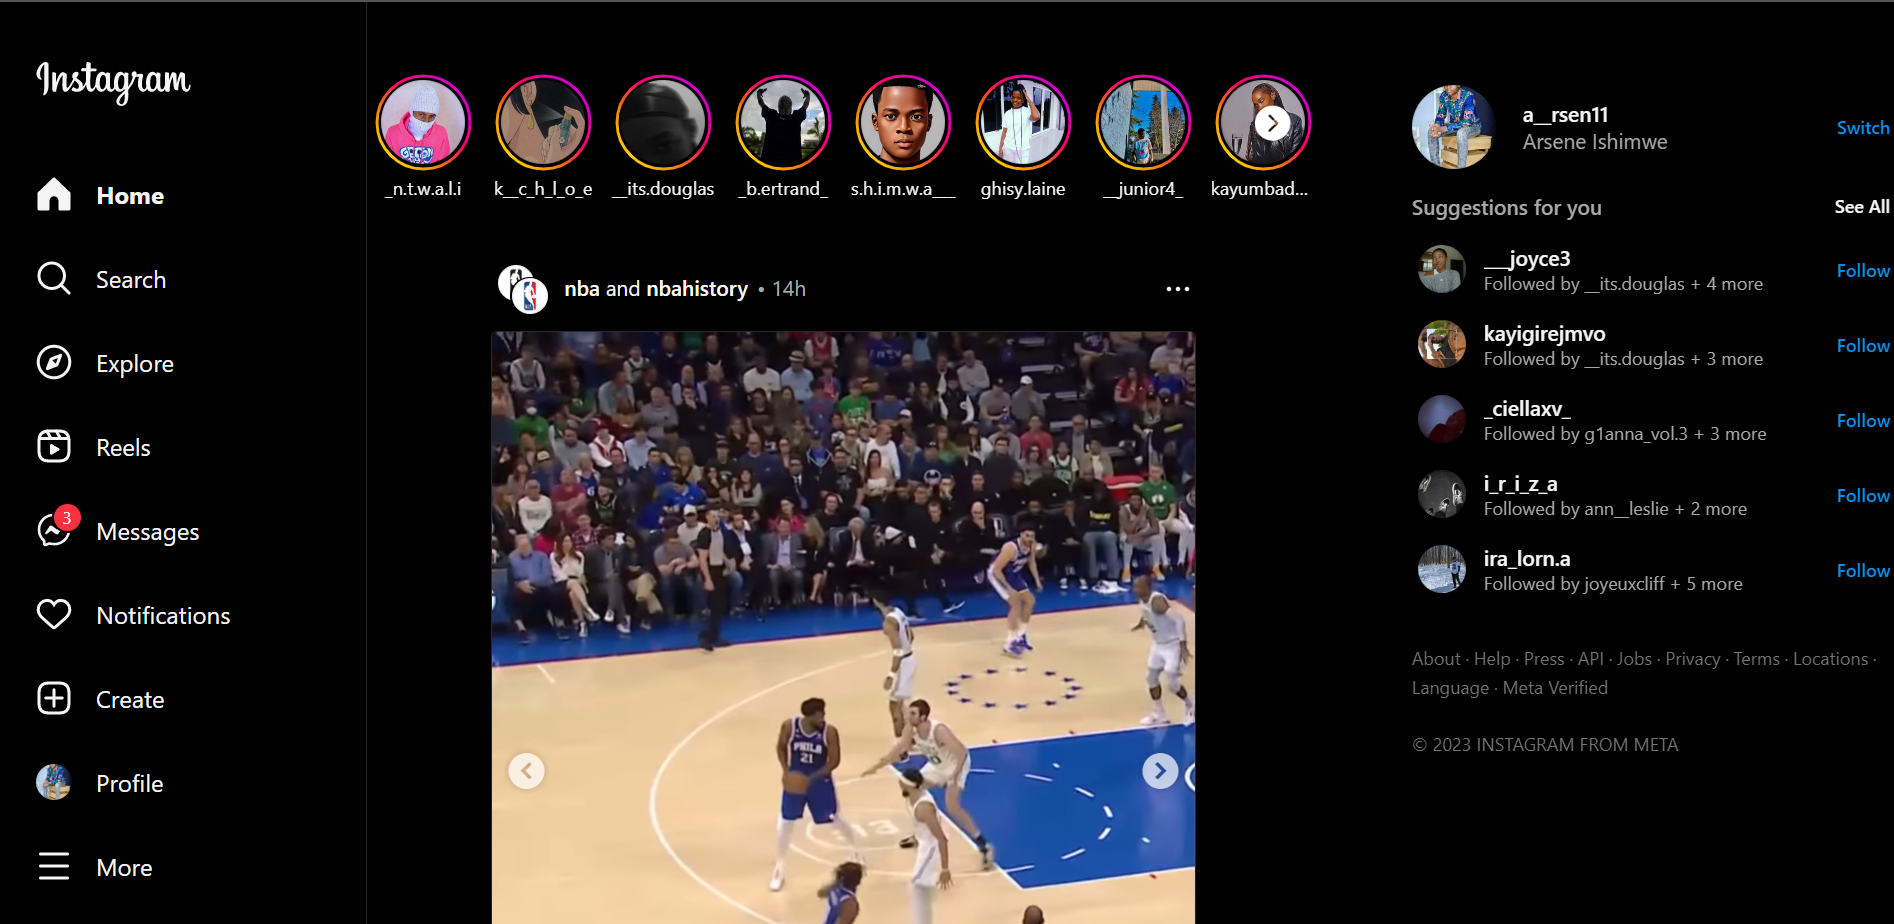 Instagram
Home
Search
Explore
Reels
3
Messages
Notifications
Create
Profile
More
_n.t.w.a.l.i
k__c_h_l_o_e
__its.douglas
_b.ertrand_
s.h.i.m.w.a___
ghisy.laine
__junior4_
kayumbad...
nba and nbahistory • 14h
PHILA
21
a__rsen11
Arsene Ishimwe
Switch
Suggestions for you
See All
___joyce3
Followed by __its.douglas + 4 more
Follow
kayigirejmvo
Followed by __its.douglas + 3 more
Follow
_ciellaxv_
Followed by g1anna_vol.3 + 3 more
Follow
i_r_i_z_a
Followed by ann__leslie + 2 more
Follow
ira_lorn.a
Followed by joyeuxcliff + 5 more
Follow
About · Help · Press · API · Jobs · Privacy · Terms · Locations ·
Language · Meta Verified
© 2023 INSTAGRAM FROM META